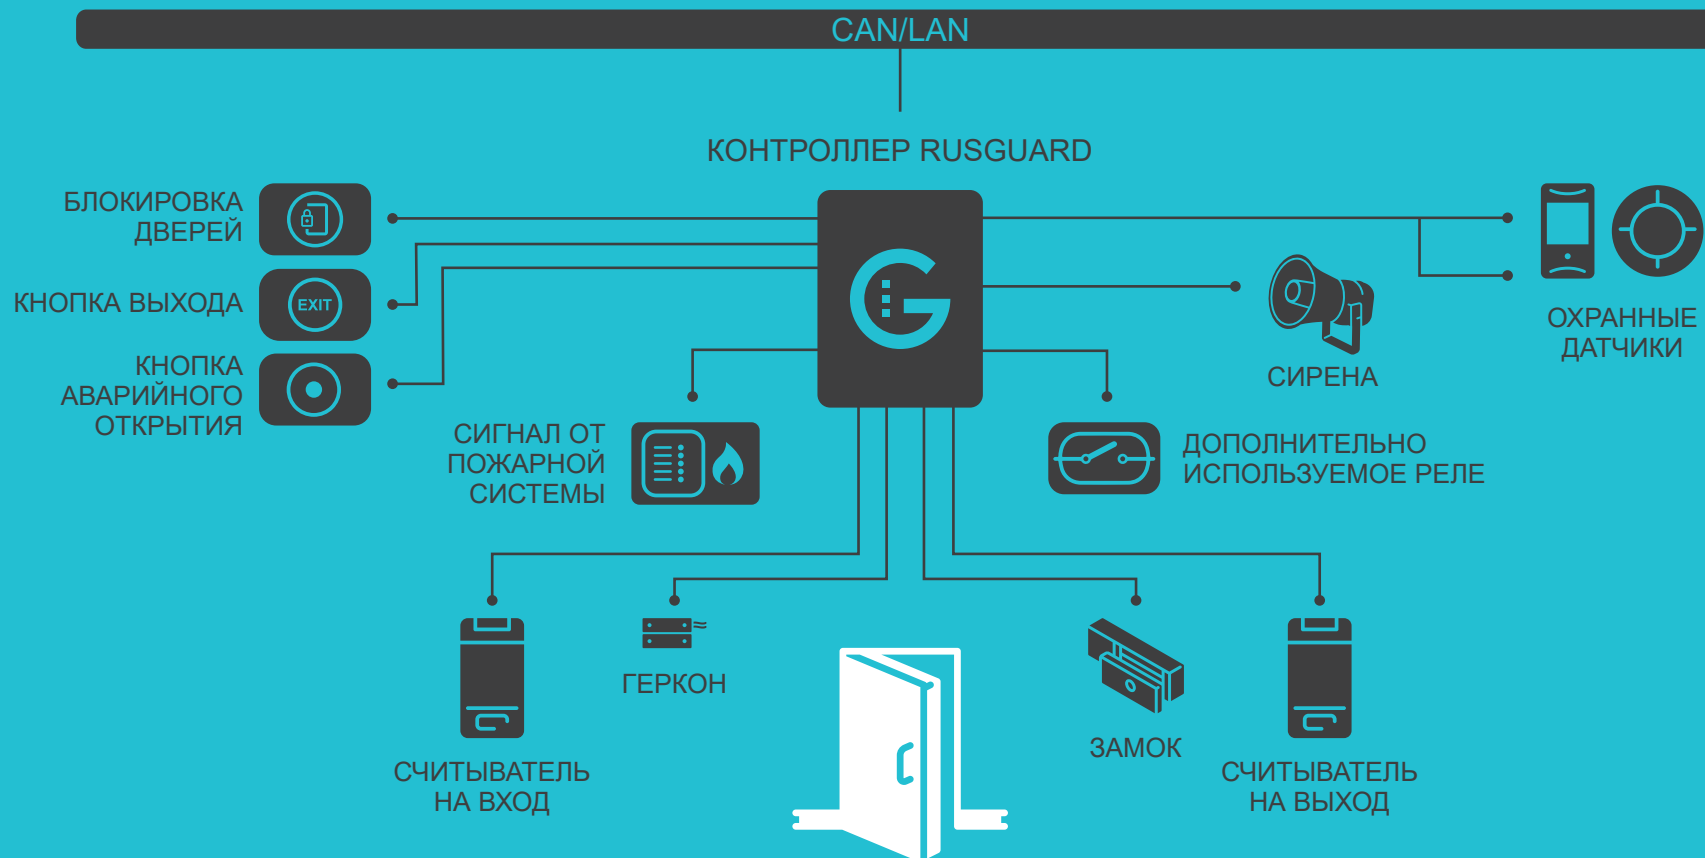 CAN/LAN
КОНТРОЛЛЕР RUSGUARD
БЛОКИРОВКА
ДВЕРЕЙ
КНОПКА ВЫХОДА
EXIT
КНОПКА
АВАРИЙНОГО
ОТКРЫТИЯ
ОХРАННЫЕ
ДАТЧИКИ
СИРЕНА
СИГНАЛ ОТ
ПОЖАРНОЙ
СИСТЕМЫ
ДОПОЛНИТЕЛЬНО
ИСПОЛЬЗУЕМОЕ РЕЛЕ
СЧИТЫВАТЕЛЬ
НА ВХОД
ГЕРКОН
ЗАМОК
СЧИТЫВАТЕЛЬ
НА ВЫХОД